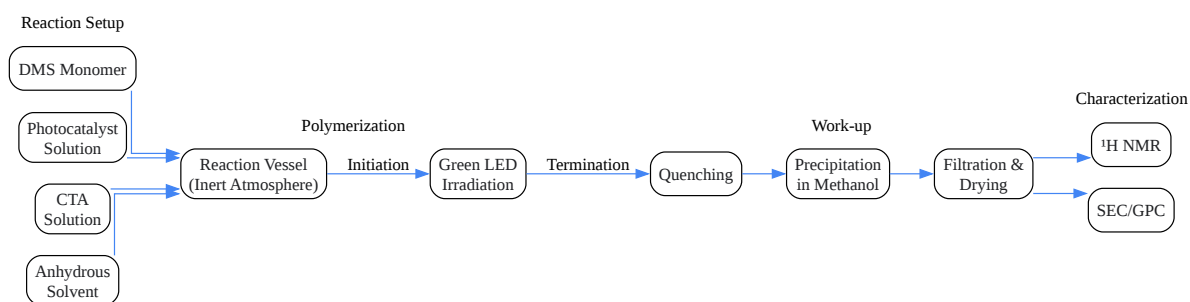 Reaction Setup
DMS Monomer
Photocatalyst
Solution
CTA
Solution
Anhydrous
Solvent
Polymerization
Reaction Vessel
(Inert Atmosphere)
Initiation
Green LED
Irradiation
Termination
Quenching
Work-up
Precipitation
in Methanol
Filtration &
Drying
Characterization
¹H NMR
SEC/GPC